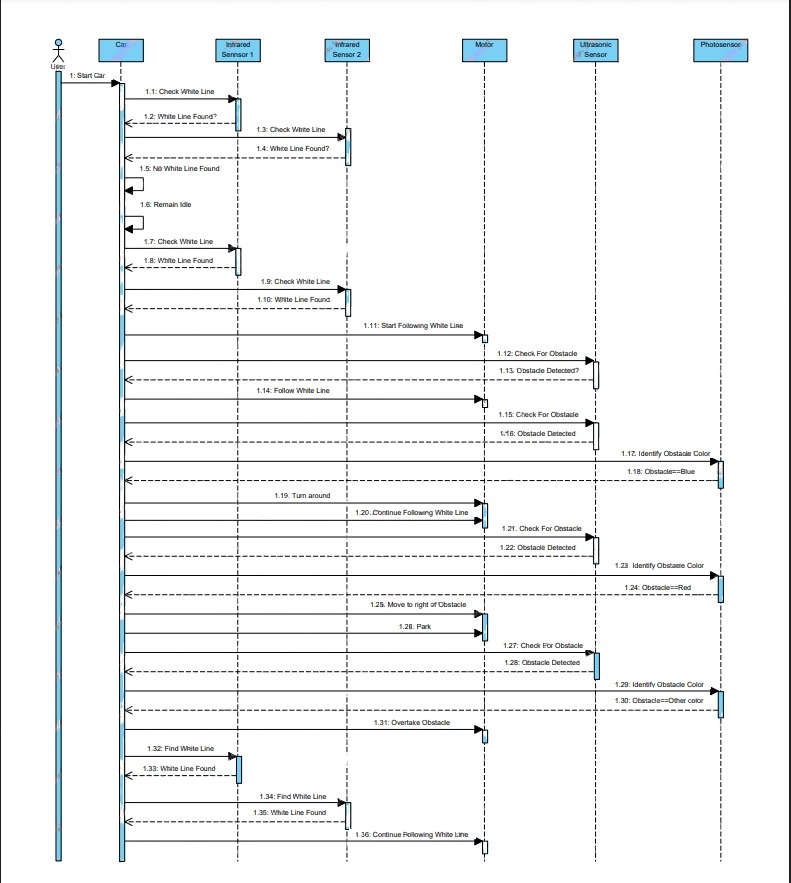 User
Car
Infrared
Sennsor 1
Infrared
Sensor 2
Motor
Ultrasonic
Sensor
Photosensor
1: Start Car
1.1: Check White Line
1.2: White Line Found?
1.3: Check White Line
1.4: White Line Found?
1.5: No White Line Found
1.6: Remain Idle
1.7: Check White Line
1.8: White Line Found
1.9: Check White Line
1.10: White Line Found
1.11: Start Following White Line
1.12: Check For Obstacle
1.13. Obstacle Detected?
1.14: Follow White Line
1.15: Check For Obstacle
1.16: Obstacle Detected
1.17. Identify Obstacle Color
1.18: Obstacle==Blue
1.19. Turn around
1.20. Continue Following White Line
1.21. Check For Obstacle
1.22: Obstacle Detected
1.23. Identify Obstacle Color
1.24: Obstacle==Red
1.25. Move to right of Obstacle
1.26. Park
1.27: Check For Obstacle
1.28: Obstacle Detected
1.29: Identify Obstacle Color
1.30: Obstacle==Other color
1.31: Overtake Obstacle
1.32: Find White Line
1.33: White Line Found
1.34: Find White Line
1.35: White Line Found
1.36: Continue Following White Line